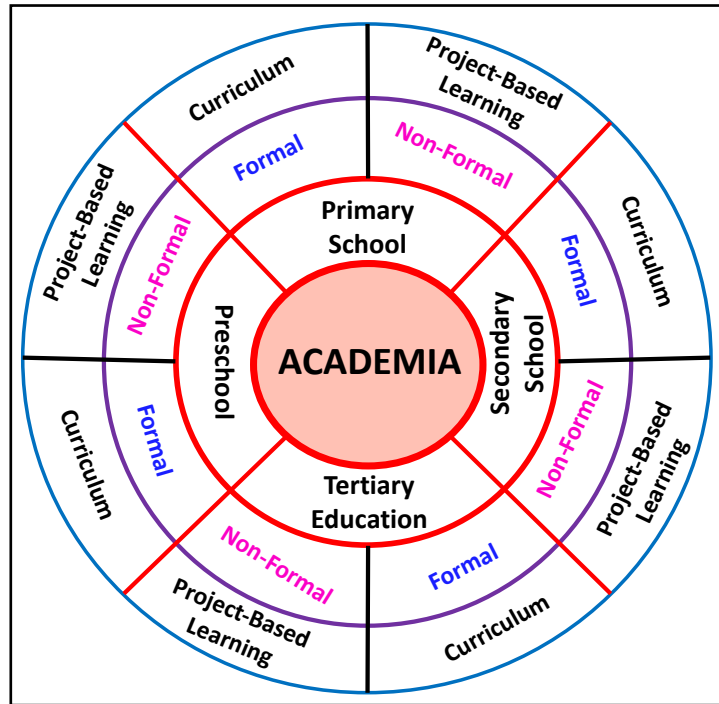 Curriculum
Project-Based
Learning
Formal
Non-Formal
Primary
School
Project-Based
Learning
Non-Formal
Preschool
ACADEMIA
Secondary
School
Formal
Curriculum
Curriculum
Formal
Tertiary
Education
Non-Formal
Project-Based
Learning
Non-Formal
Formal
Project-Based
Learning
Curriculum